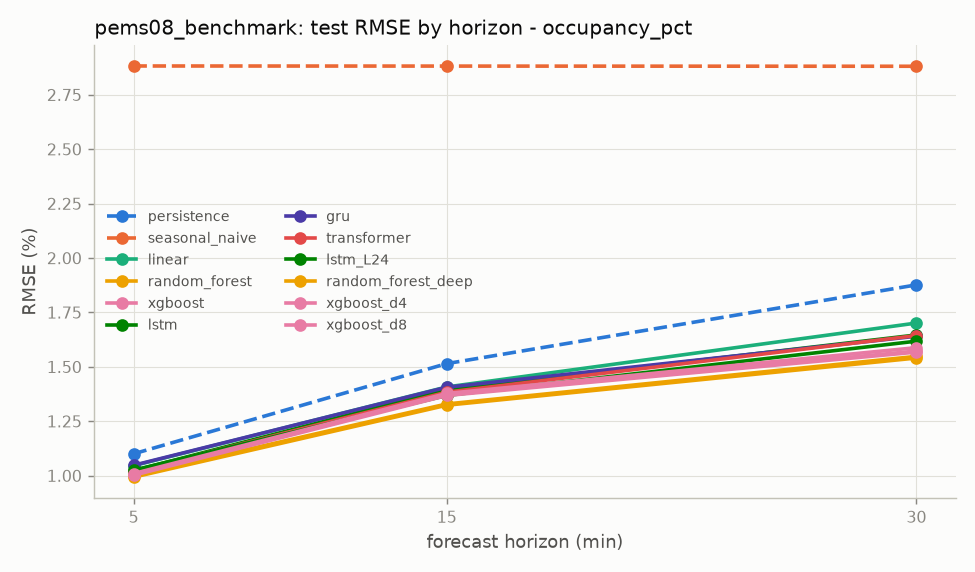 pems08_benchmark: test RMSE by horizon - occupancy_pct
RMSE (%)
2.75
2.50
2.25
2.00
1.75
1.50
1.25
1.00
persistence
seasonal_naive
linear
random_forest
xgboost
lstm
gru
transformer
lstm_L24
random_forest_deep
xgboost_d4
xgboost_d8
5
15
30
forecast horizon (min)